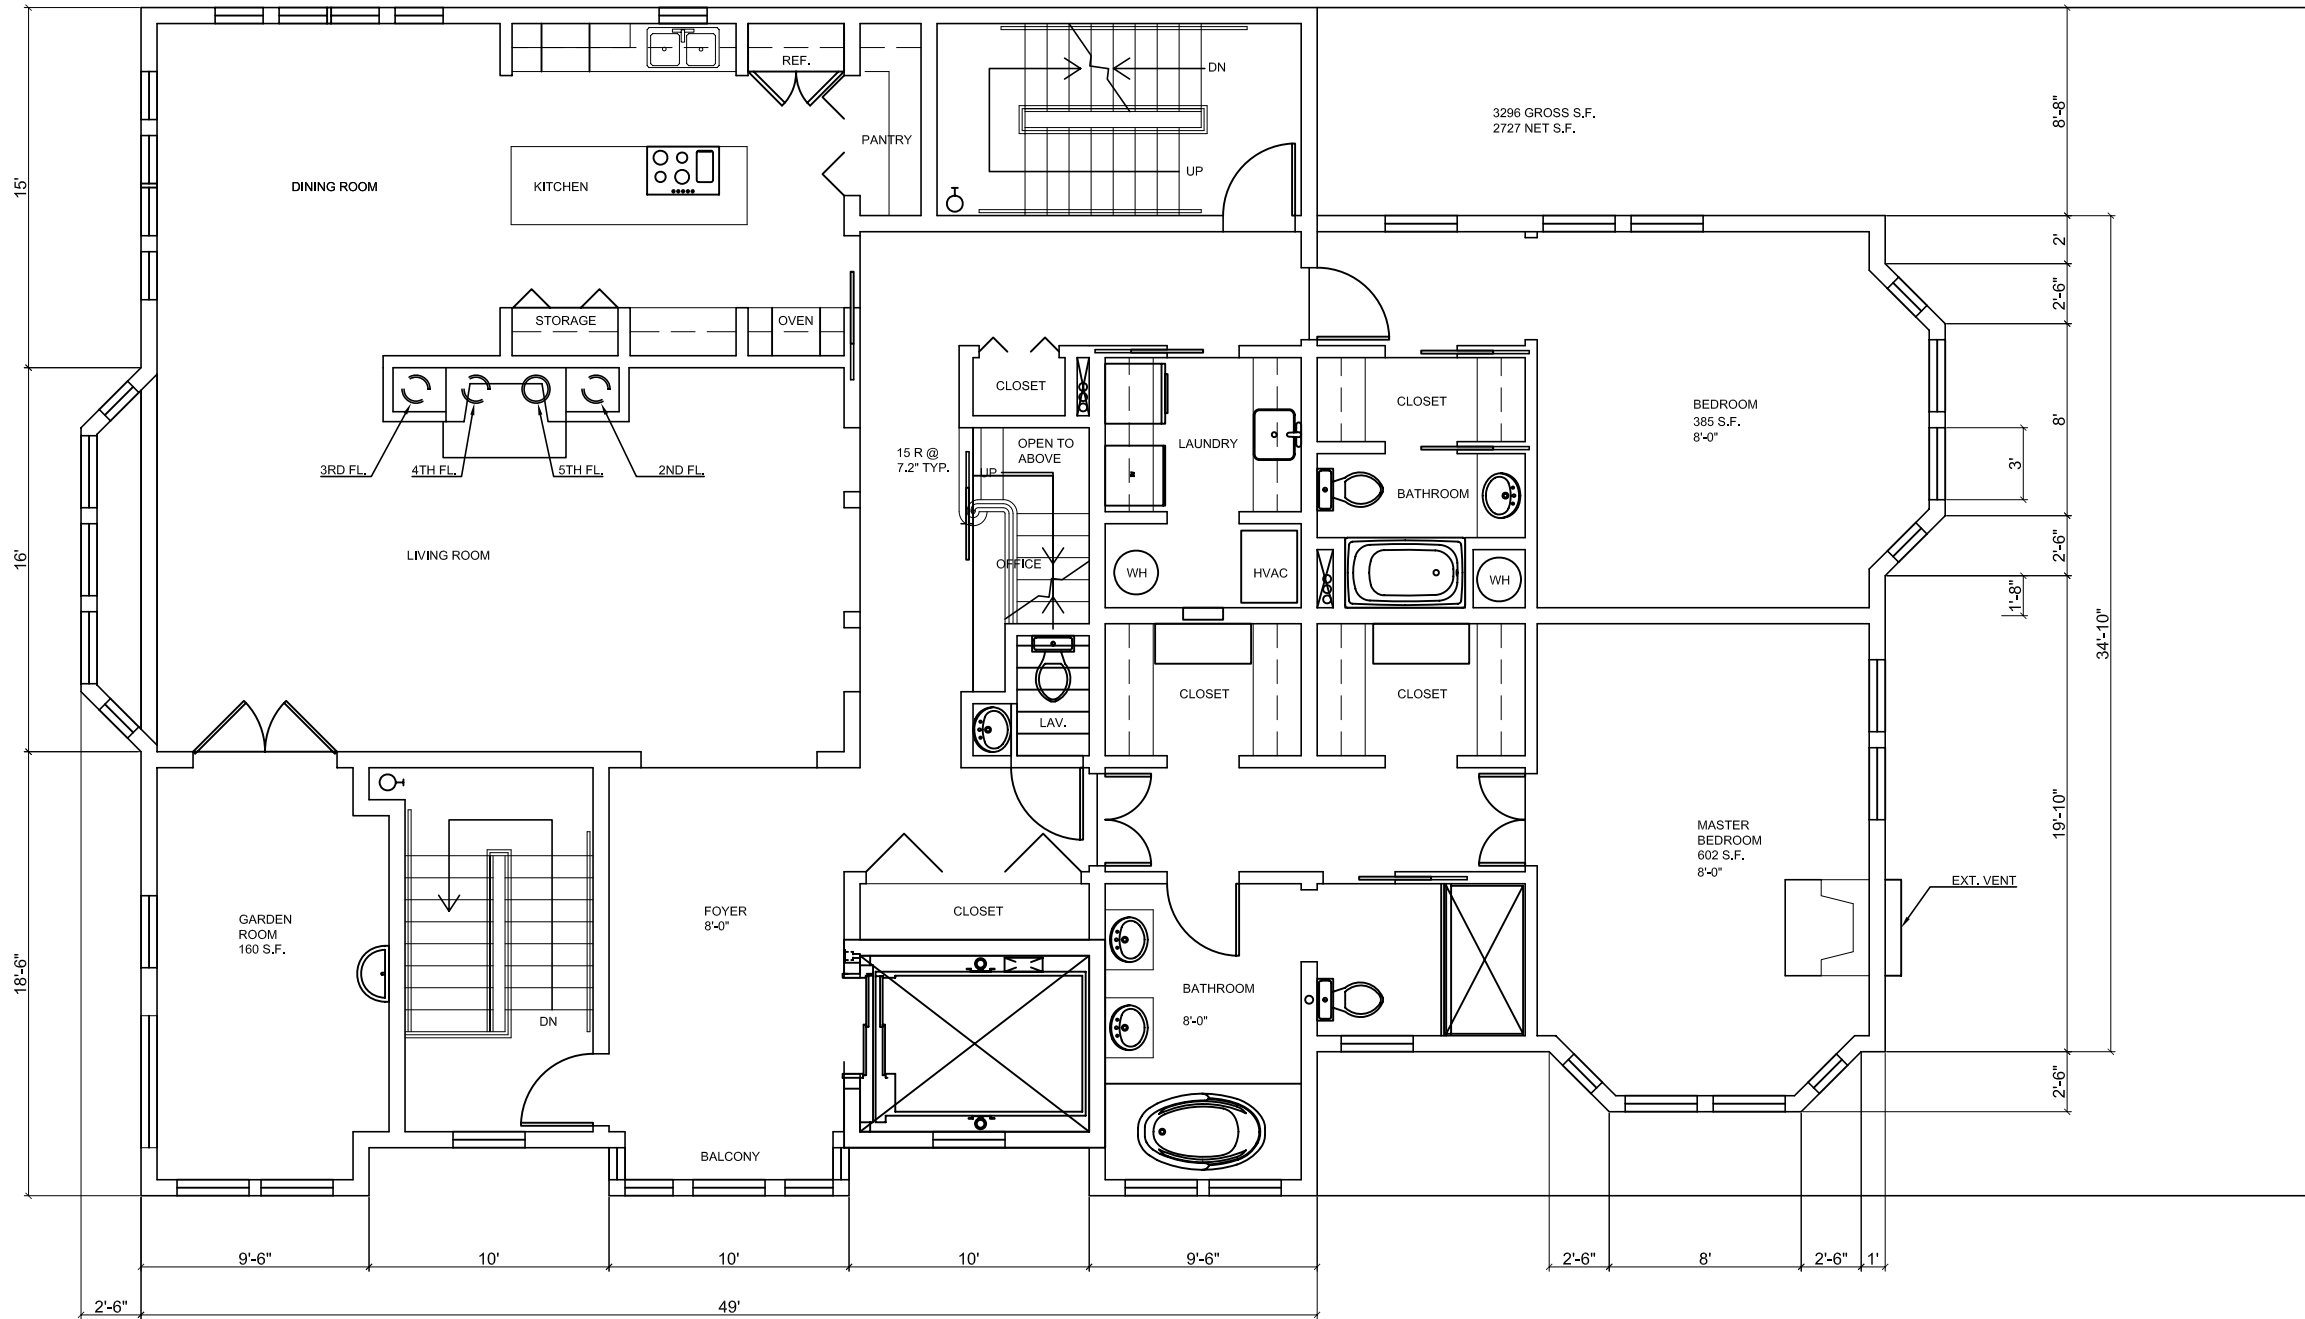 REF.
DN
PANTRY
UP
DINING ROOM
KITCHEN
3296 GROSS S.F.
2727 NET S.F.
8'-8"
15'
STORAGE
OVEN
2'
2'-6"
CLOSET
CLOSET
BEDROOM
385 S.F.
8'-0"
8'
3'
3RD FL.
4TH FL.
5TH FL.
2ND FL.
15 R @
7.2" TYP.
UP
OPEN TO
ABOVE
LAUNDRY
BATHROOM
16'
LIVING ROOM
OFFICE
WH
HVAC
WH
2'-6"
1'-8"
34'-10"
CLOSET
CLOSET
LAV.
MASTER
BEDROOM
602 S.F.
8'-0"
19'-10"
EXT. VENT
GARDEN
ROOM
160 S.F.
FOYER
8'-0"
CLOSET
18'-6"
DN
BATHROOM
8'-0"
2'-6"
BALCONY
9'-6"
10'
10'
10'
9'-6"
2'-6"
8'
2'-6"
1'
2'-6"
49'